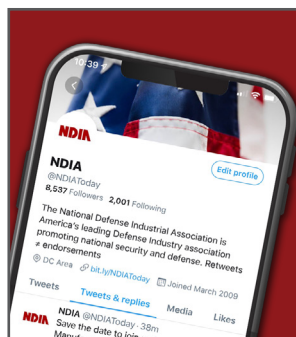 10:39
NDIA
Edit profile
NDIA
@NDIAToday
8,537 Followers 2,001 Following
The National Defense Industrial Association is
America's leading Defense Industry association
promoting national security and defense. Retweets
≠ endorsements
DC Area bit.ly/NDIAToday Joined March 2009
Tweets Tweets & replies Media Likes
NDIA
NDIA @NDIAToday · 38m
Save the date to join